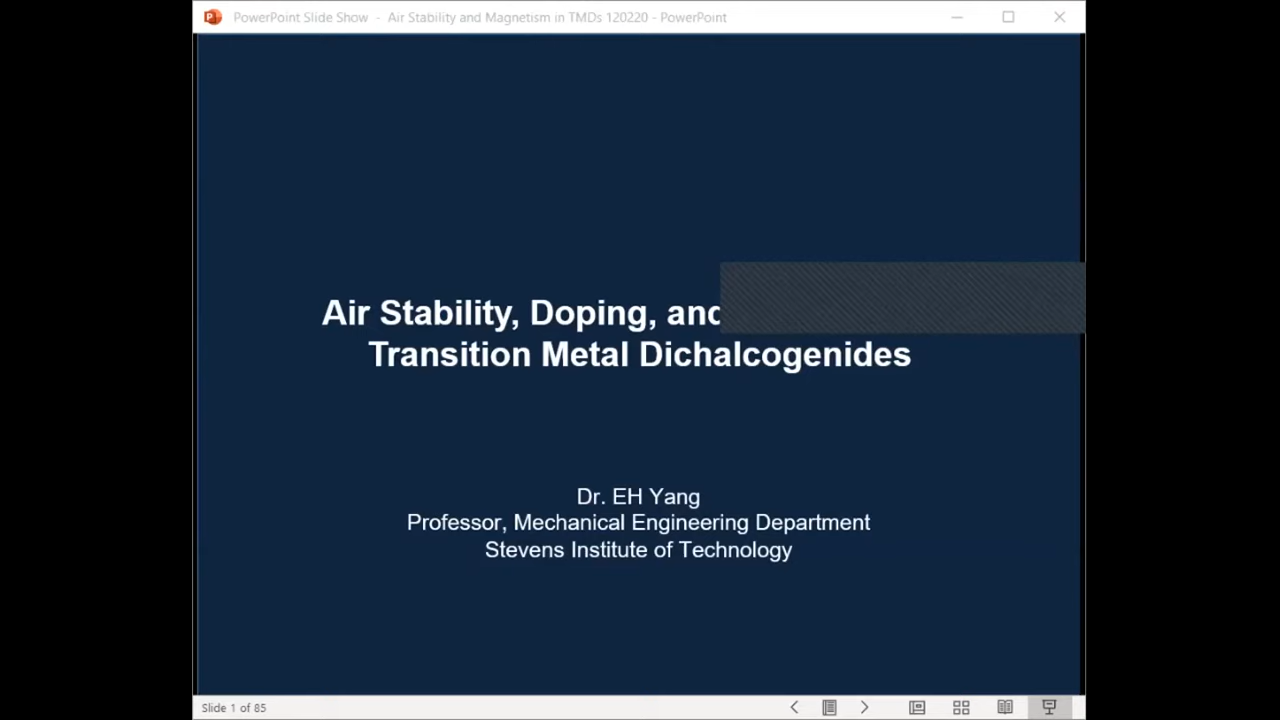 PowerPoint Slide Show - Air Stability and Magnetism in TMDs 120220 - PowerPoint
Air Stability, Doping, and
Transition Metal Dichalcogenides
Dr. EH Yang
Professor, Mechanical Engineering Department
Stevens Institute of Technology
Slide 1 of 85